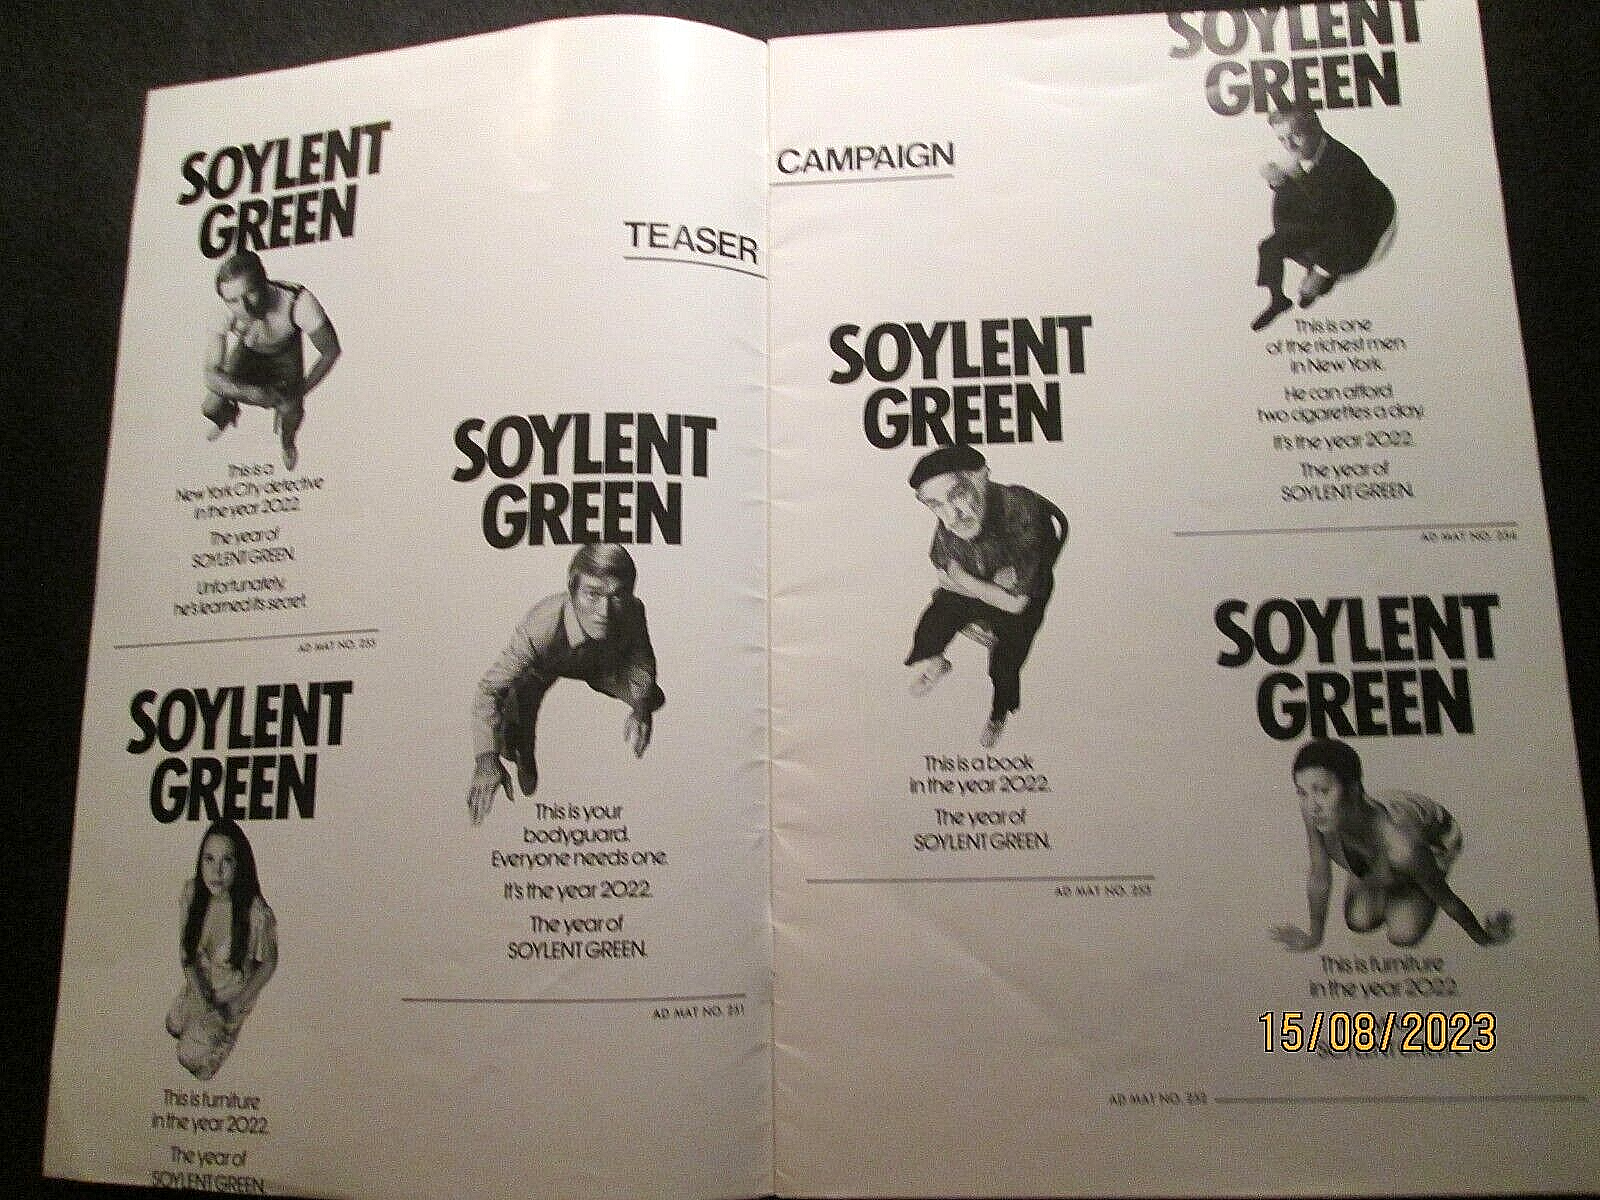 SOYLENT
GREEN
This is a
New York City detective
in the year 2022.
The year of
SOYLENT GREEN.
Unfortunately,
he's learned its secret.
AD MAT NO. 255
SOYLENT
GREEN
This is furniture
in the year 2022.
The year of
SOYLENT GREEN.
TEASER
SOYLENT
GREEN
This is your
bodyguard.
Everyone needs one.
It's the year 2022.
The year of
SOYLENT GREEN.
AD MAT NO. 251
CAMPAIGN
SOYLENT
GREEN
This is a book
in the year 2022.
The year of
SOYLENT GREEN.
AD MAT NO. 253
SOYLENT
GREEN
This is one
of the richest men
in New York.
He can afford
two cigarettes a day.
It's the year 2022.
The year of
SOYLENT GREEN.
AD MAT NO. 254
SOYLENT
GREEN
This is furniture
in the year 2022.
SOYLENT GREEN.
AD MAT NO. 252
15/08/2023